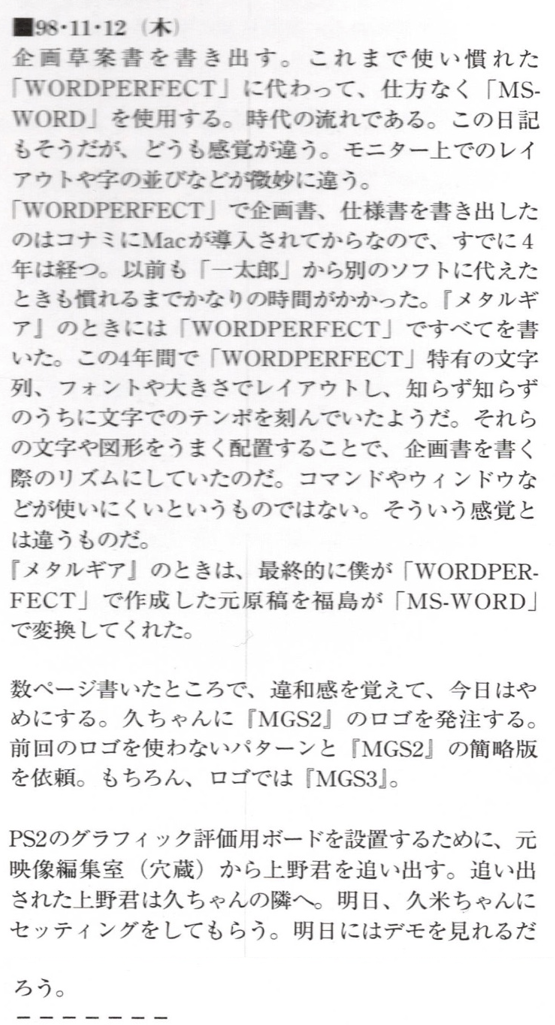 ■98・11・12（木）
企画草案書を書き出す。これまで使い慣れた
「WORDPERFECT」に代わって、仕方なく「MS-
WORD」を使用する。時代の流れである。この日記
もそうだが、どうも感覚が違う。モニター上でのレイ
アウトや字の並びなどが微妙に違う。
「WORDPERFECT」で企画書、仕様書を書き出した
のはコナミにMacが導入されてからなので、すでに４
年は経つ。以前も「一太郎」から別のソフトに代えた
ときも慣れるまでかなりの時間がかかった。『メタルギ
ア』のときには「WORDPERFECT」ですべてを書
いた。この4年間で「WORDPERFECT」特有の文字
列、フォントや大きさでレイアウトし、知らず知らず
のうちに文字でのテンポを刻んでいたようだ。それら
の文字や図形をうまく配置することで、企画書を書く
際のリズムにしていたのだ。コマンドやウィンドウな
どが使いにくいというものではない。そういう感覚と
は違うものだ。
『メタルギア』のときは、最終的に僕が「WORDPER-
FECT」で作成した元原稿を福島が「MS-WORD」
で変換してくれた。
数ページ書いたところで、違和感を覚えて、今日はや
めにする。久ちゃんに『MGS2』のロゴを発注する。
前回のロゴを使わないパターンと『MGS2』の簡略版
を依頼。もちろん、ロゴでは『MGS3』。
PS2のグラフィック評価用ボードを設置するために、元
映像編集室（穴蔵）から上野君を追い出す。追い出
された上野君は久ちゃんの隣へ。明日、久米ちゃんに
セッティングをしてもらう。明日にはデモを見れるだ
ろう。